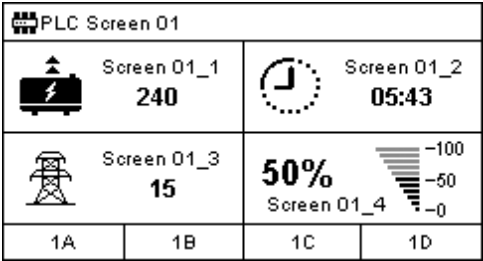 PLC Screen 01
Screen 01_1
240
Screen 01_2
05:43
Screen 01_3
15
50%
Screen 01_4
-100
-50
-0
1A
1B
1C
1D